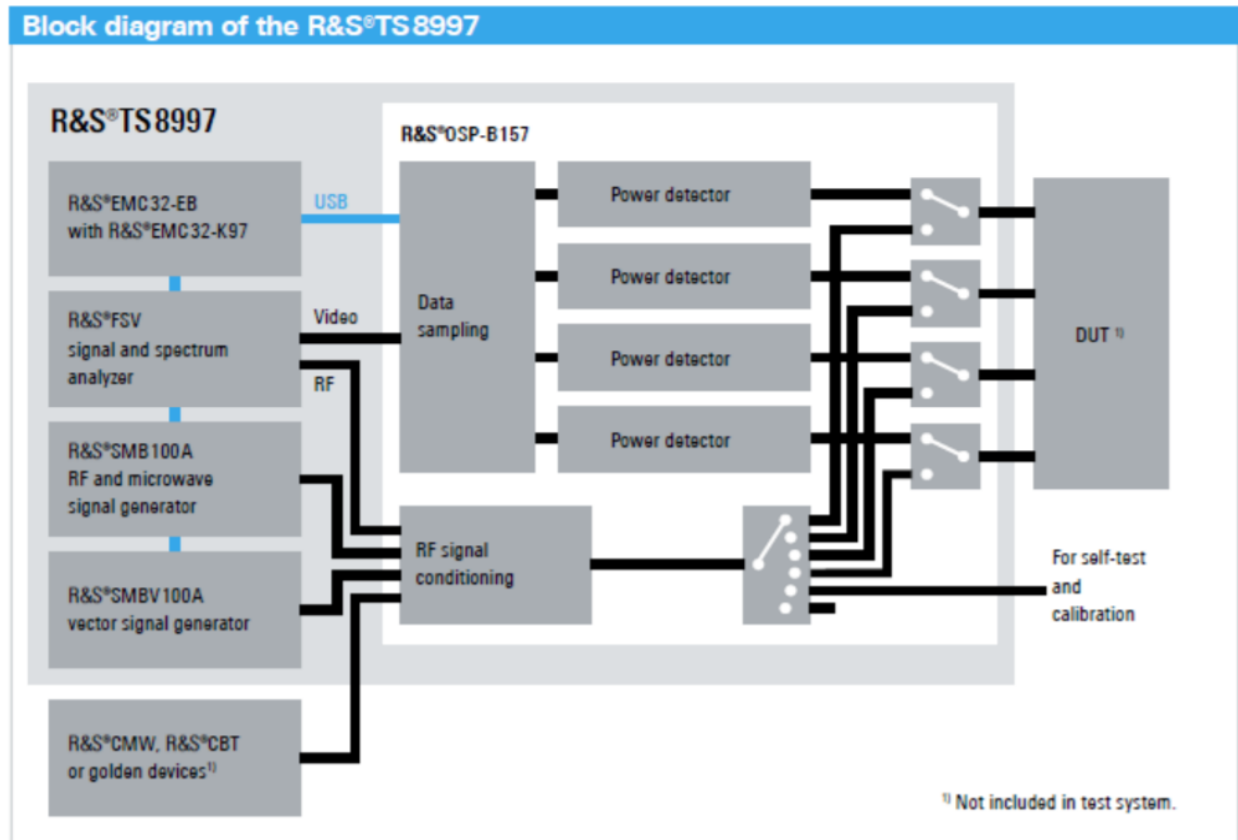 Block diagram of the R&S®TS8997
R&S®TS8997
R&S®OSP-B157
R&S®EMC32-EB
with R&S®EMC32-K97
USB
R&S®FSV
signal and spectrum
analyzer
Video
RF
R&S®SMB100A
RF and microwave
signal generator
R&S®SMBV100A
vector signal generator
R&S®CMW, R&S®CBT
or golden devices¹⁾
Data
sampling
Power detector
Power detector
Power detector
Power detector
RF signal
conditioning
DUT ¹⁾
For self-test
and
calibration
¹⁾ Not included in test system.